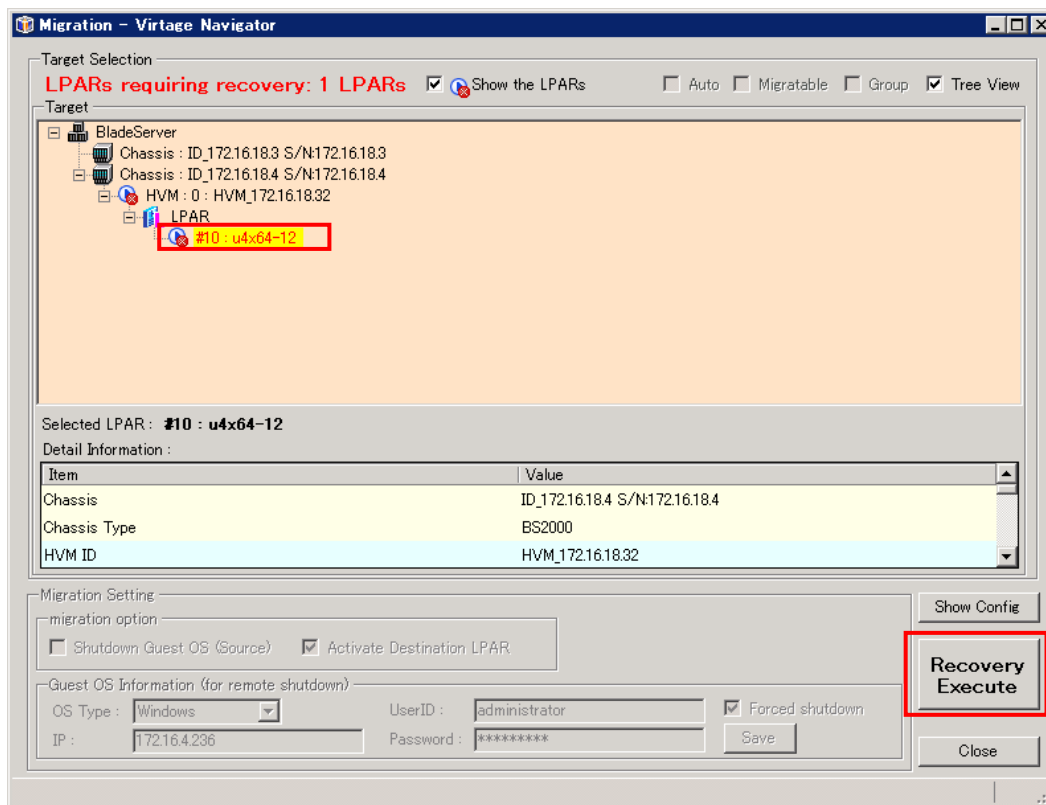 Migration - Virtage Navigator
Target Selection
LPARs requiring recovery: 1 LPARs Show the LPARs Auto Migratable Group Tree View
Target
BladeServer
Chassis : ID_172.16.18.3 S/N:172.16.18.3
Chassis : ID_172.16.18.4 S/N:172.16.18.4
HVM : 0 : HVM_172.16.18.32
LPAR
#10 : u4x64-12
Selected LPAR : #10 : u4x64-12
Detail Information :
Item Value
Chassis ID_172.16.18.4 S/N:172.16.18.4
Chassis Type BS2000
HVM ID HVM_172.16.18.32
Migration Setting
migration option
Shutdown Guest OS (Source) Activate Destination LPAR
Guest OS Information (for remote shutdown)
OS Type : Windows UserID : administrator Forced shutdown
IP : 172.16.4.236 Password : ********* Save
Show Config
Recovery
Execute
Close